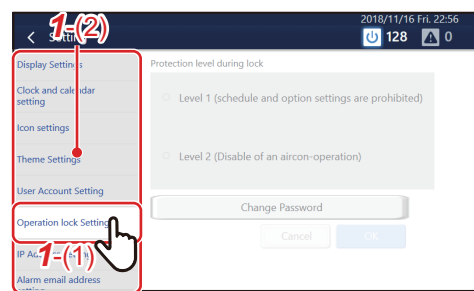 2018/11/16 Fri. 22:56
1-(2)
128 0
Display Settings
Protection level during lock
Clock and calendar
setting
Level 1 (schedule and option settings are prohibited)
Icon settings
Theme Settings
Level 2 (Disable of an aircon-operation)
User Account Setting
Change Password
Operation lock Setting
Cancel OK
1-(1)
IP
Alarm email address
setting